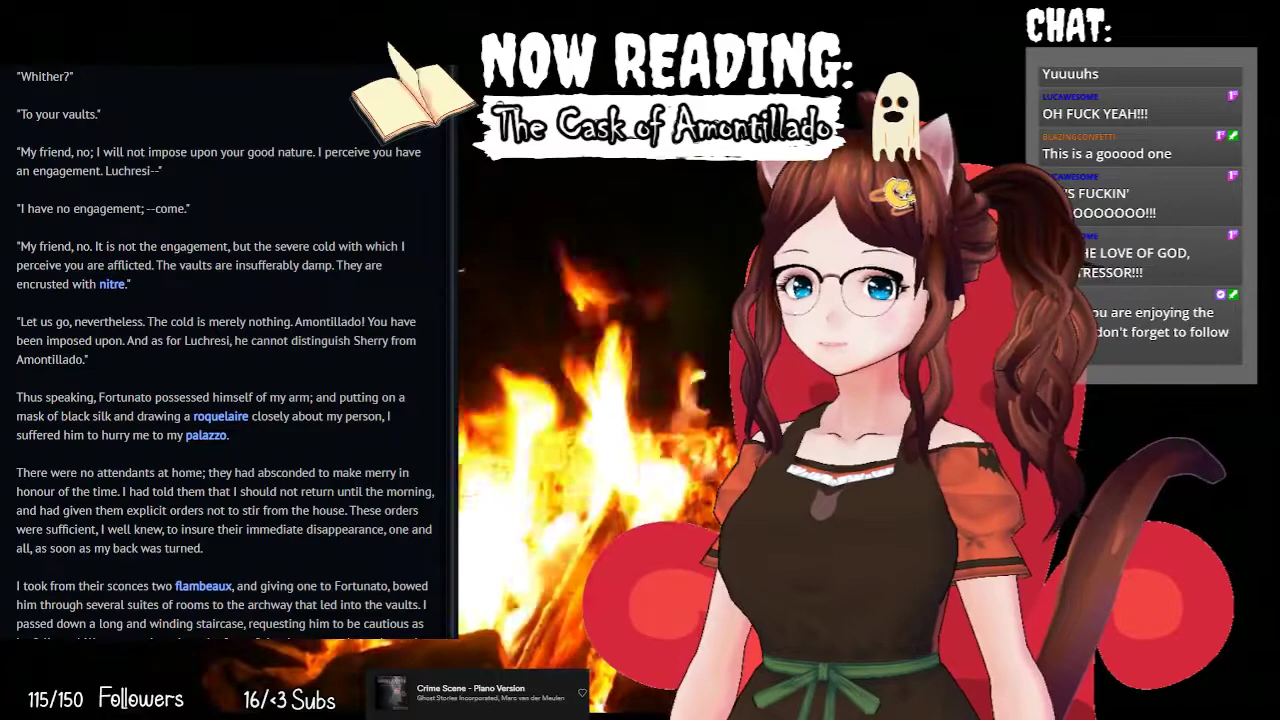 "Whither?"
"To your vaults."
"My friend, no; I will not impose upon your good nature. I perceive you have
an engagement. Luchresi--"
"I have no engagement; --come."
"My friend, no. It is not the engagement, but the severe cold with which I
perceive you are afflicted. The vaults are insufferably damp. They are
encrusted with nitre."
"Let us go, nevertheless. The cold is merely nothing. Amontillado! You have
been imposed upon. And as for Luchresi, he cannot distinguish Sherry from
Amontillado."
Thus speaking, Fortunato possessed himself of my arm; and putting on a
mask of black silk and drawing a roquelaire closely about my person, I
suffered him to hurry me to my palazzo.
There were no attendants at home; they had absconded to make merry in
honour of the time. I had told them that I should not return until the morning,
and had given them explicit orders not to stir from the house. These orders
were sufficient, I well knew, to insure their immediate disappearance, one and
all, as soon as my back was turned.
I took from their sconces two flambeaux, and giving one to Fortunato, bowed
him through several suites of rooms to the archway that led into the vaults. I
passed down a long and winding staircase, requesting him to be cautious as
NOW READING:
The Cask of Amontillado
CHAT:
Yuuuuhs
LUCAWESOME
OH FUCK YEAH!!!
BLAZINGCONFETTI
This is a gooood one
CAWESOME
'S FUCKIN'
OOOOOOO!!!
OME
HE LOVE OF GOD,
TRESSOR!!!
ou are enjoying the
don't forget to follow
115/150 Followers
16/<3 Subs
Crime Scene - Piano Version
Ghost Stories Incorporated, Marc van der Meulen